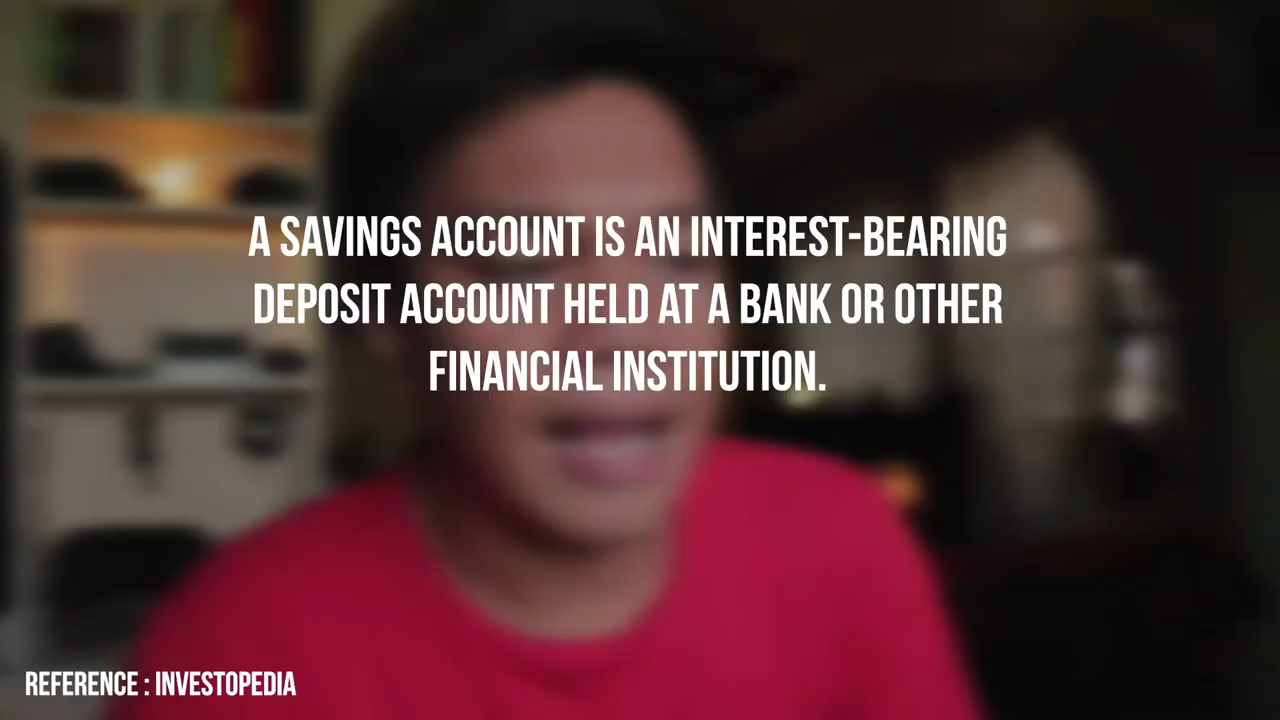 A SAVINGS ACCOUNT IS AN INTEREST-BEARING
DEPOSIT ACCOUNT HELD AT A BANK OR OTHER
FINANCIAL INSTITUTION.
REFERENCE : INVESTOPEDIA